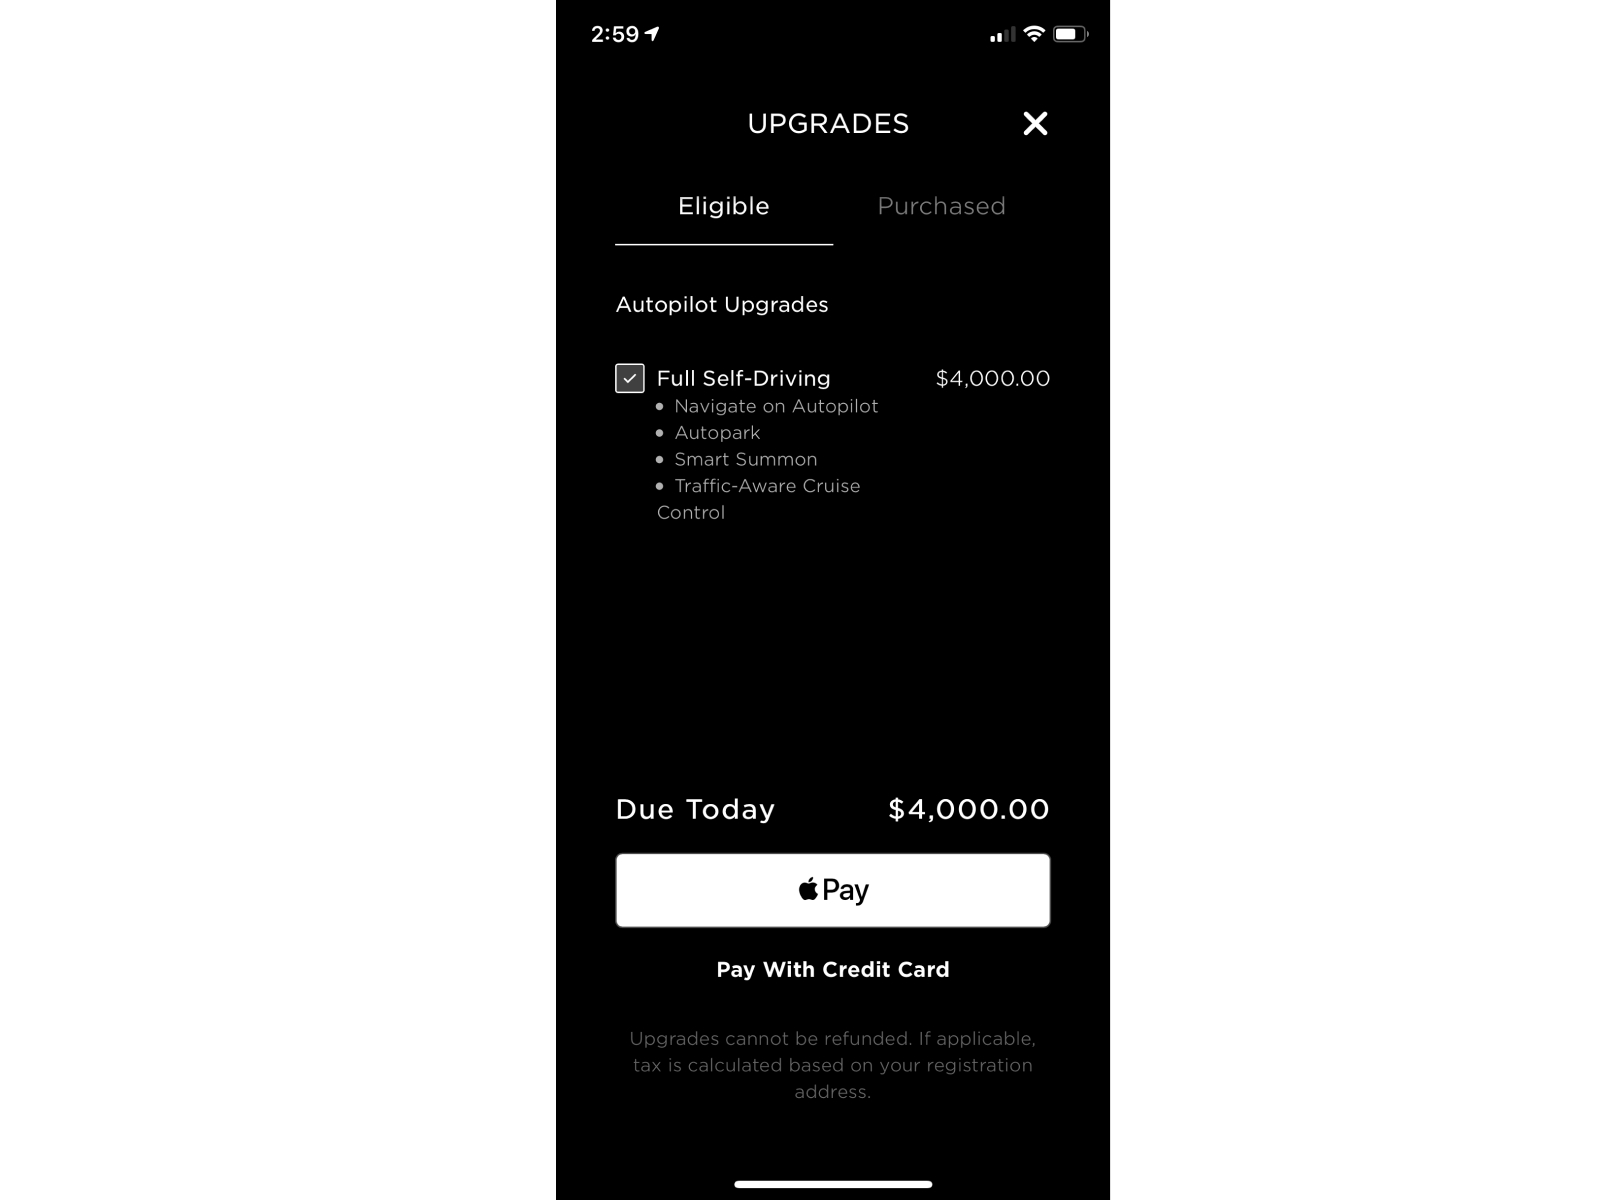 2:59
UPGRADES
Eligible Purchased
Autopilot Upgrades
Full Self-Driving $4,000.00
• Navigate on Autopilot
• Autopark
• Smart Summon
• Traffic-Aware Cruise
Control
Due Today $4,000.00
Pay
Pay With Credit Card
Upgrades cannot be refunded. If applicable,
tax is calculated based on your registration
address.